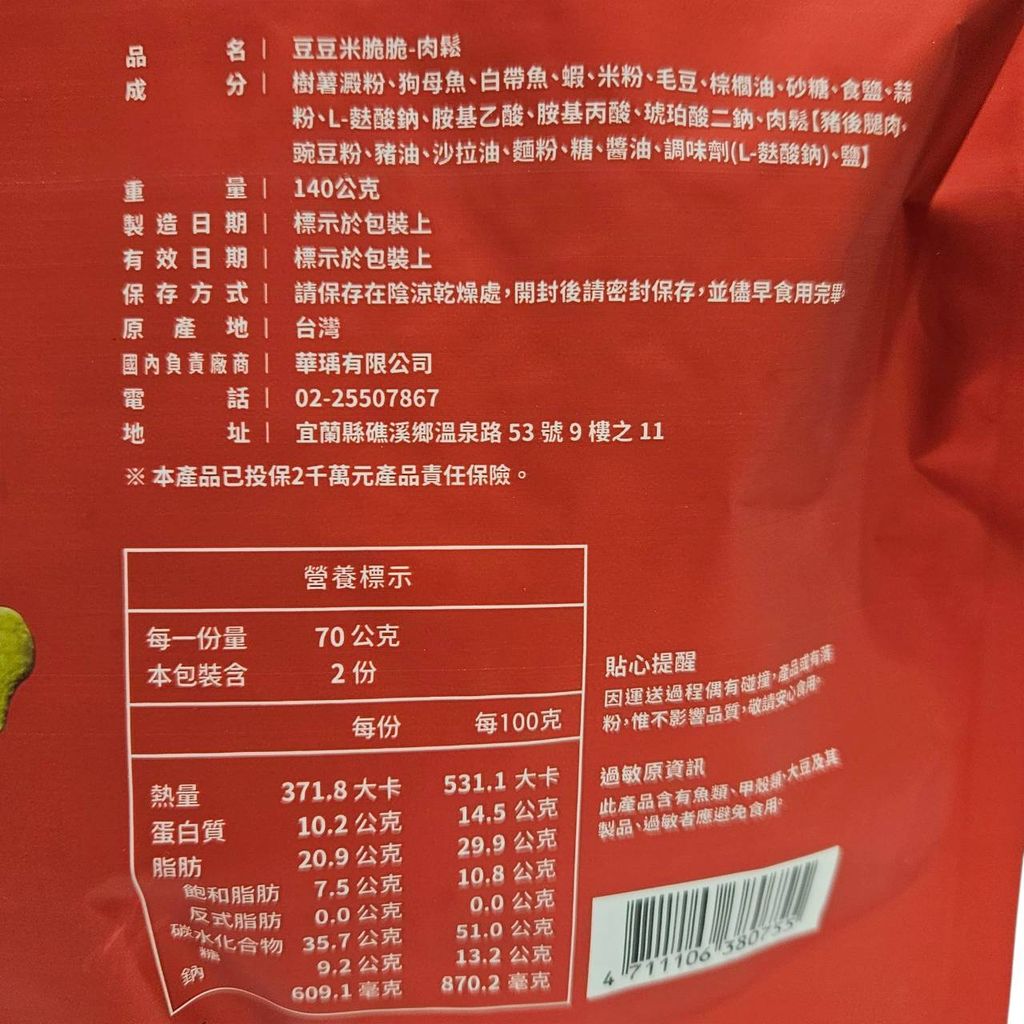 品名｜豆豆米脆脆-肉鬆
成分｜樹薯澱粉、狗母魚、白帶魚、蝦、米粉、毛豆、棕櫚油、砂糖、食鹽、蒜
粉、L-麩酸鈉、胺基乙酸、胺基丙酸、琥珀酸二鈉、肉鬆【豬後腿肉、
豌豆粉、豬油、沙拉油、麵粉、糖、醬油、調味劑(L-麩酸鈉)、鹽】
重量｜140公克
製造日期｜標示於包裝上
有效日期｜標示於包裝上
保存方式｜請保存在陰涼乾燥處，開封後請密封保存，並儘早食用完畢
原產地｜台灣
國內負責廠商｜華瑀有限公司
電話｜02-25507867
地址｜宜蘭縣礁溪鄉溫泉路 53 號 9 樓之 11
※ 本產品已投保2千萬元產品責任保險。
營養標示
每一份量 70 公克
本包裝含 2 份
每份 每100克
熱量 371.8 大卡 531.1 大卡
蛋白質 10.2 公克 14.5 公克
脂肪 20.9 公克 29.9 公克
飽和脂肪 7.5 公克 10.8 公克
反式脂肪 0.0 公克 0.0 公克
碳水化合物 35.7 公克 51.0 公克
糖 9.2 公克 13.2 公克
鈉 609.1 毫克 870.2 毫克
貼心提醒
因運送過程偶有碰撞，產品或有落
粉，惟不影響品質，敬請安心食用。
過敏原資訊
此產品含有魚類、甲殼類、大豆及其
製品、過敏者應避免食用。
4 711106 380755